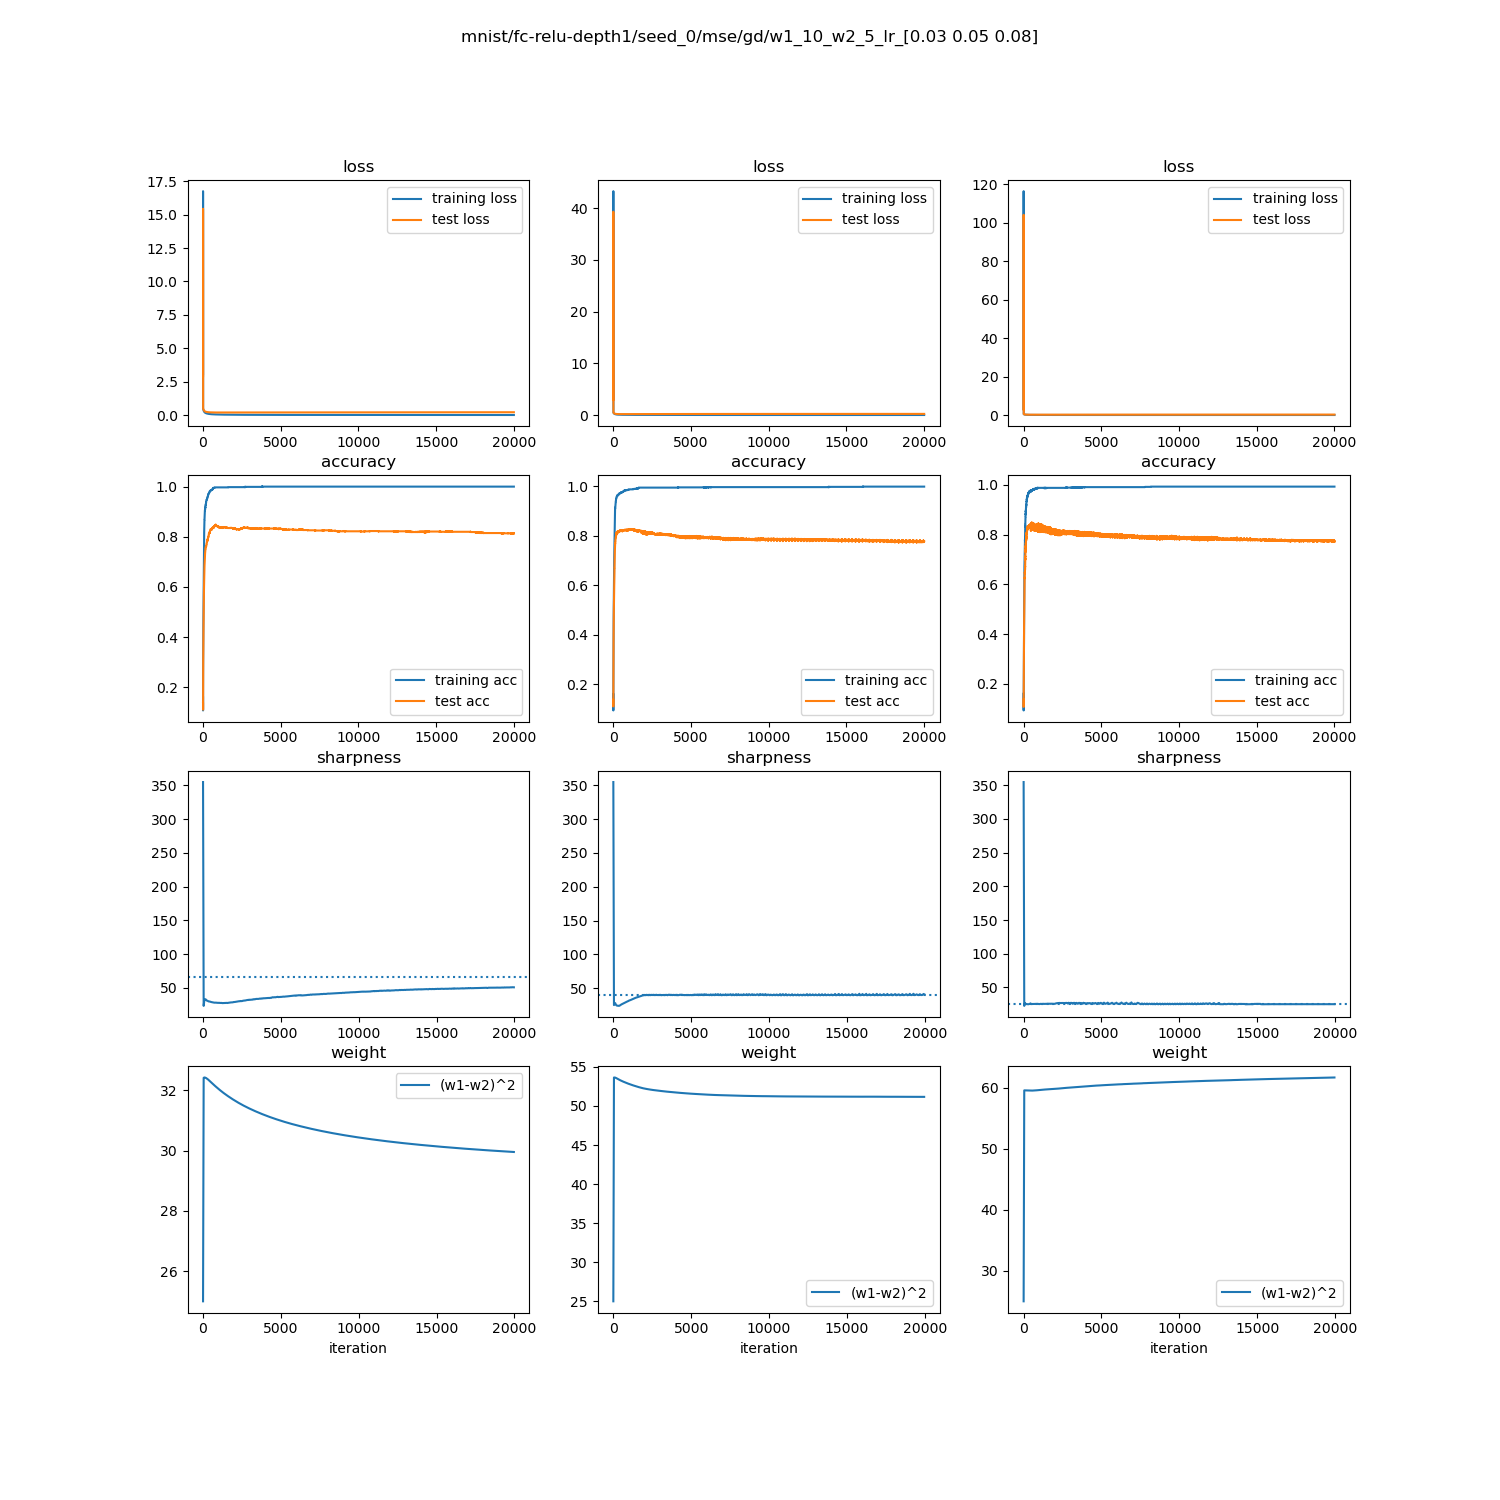 mnist/fc-relu-depth1/seed_0/mse/gd/w1_10_w2_5_lr_[0.03 0.05 0.08]
loss
17.5
15.0
12.5
10.0
7.5
5.0
2.5
0.0
training loss
test loss
0 5000 10000 15000 20000
loss
40
30
20
10
0
training loss
test loss
0 5000 10000 15000 20000
loss
120
100
80
60
40
20
0
training loss
test loss
0 5000 10000 15000 20000
accuracy
1.0
0.8
0.6
0.4
0.2
training acc
test acc
0 5000 10000 15000 20000
accuracy
1.0
0.8
0.6
0.4
0.2
training acc
test acc
0 5000 10000 15000 20000
accuracy
1.0
0.8
0.6
0.4
0.2
training acc
test acc
0 5000 10000 15000 20000
sharpness
350
300
250
200
150
100
50
0 5000 10000 15000 20000
sharpness
350
300
250
200
150
100
50
0 5000 10000 15000 20000
sharpness
350
300
250
200
150
100
50
0 5000 10000 15000 20000
weight
32
30
28
26
(w1-w2)^2
0 5000 10000 15000 20000
iteration
weight
55
50
45
40
35
30
25
(w1-w2)^2
0 5000 10000 15000 20000
iteration
weight
60
50
40
30
(w1-w2)^2
0 5000 10000 15000 20000
iteration